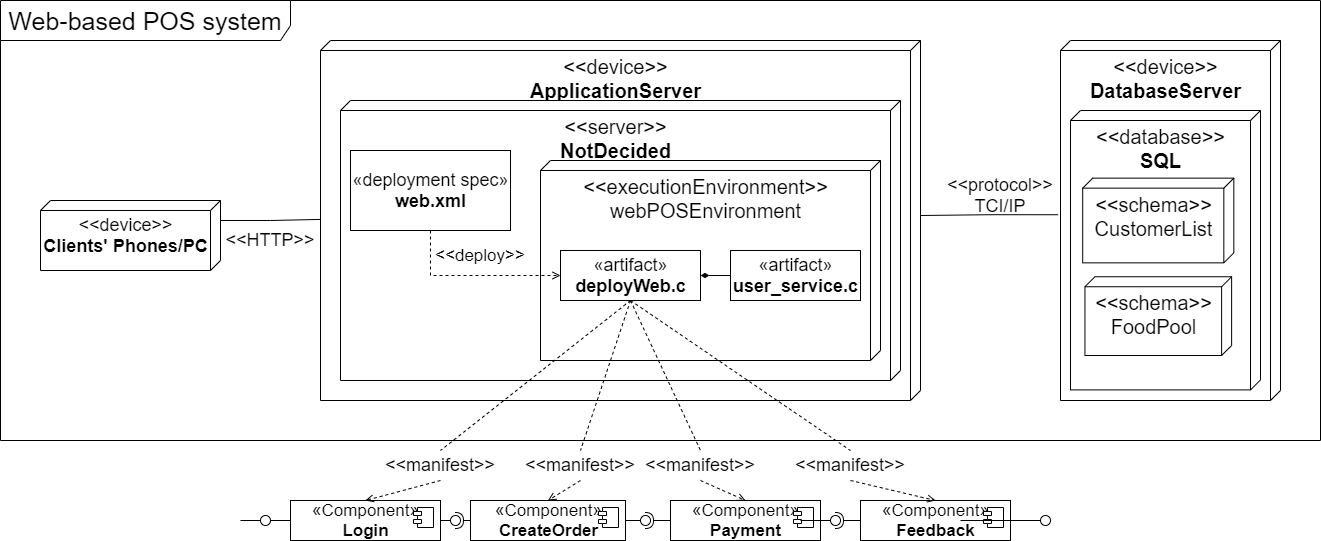 Web-based POS system
<<device>>
ApplicationServer
<<server>>
NotDecided
«deployment spec»
web.xml
<<executionEnvironment>>
webPOSEnvironment
<<deploy>>
«artifact»
deployWeb.c
«artifact»
user_service.c
<<device>>
Clients' Phones/PC
<<HTTP>>
<<protocol>>
TCI/IP
<<device>>
DatabaseServer
<<database>>
SQL
<<schema>>
CustomerList
<<schema>>
FoodPool
<<manifest>>
<<manifest>>
<<manifest>>
<<manifest>>
«Component»
Login
«Component»
CreateOrder
«Component»
Payment
«Component»
Feedback